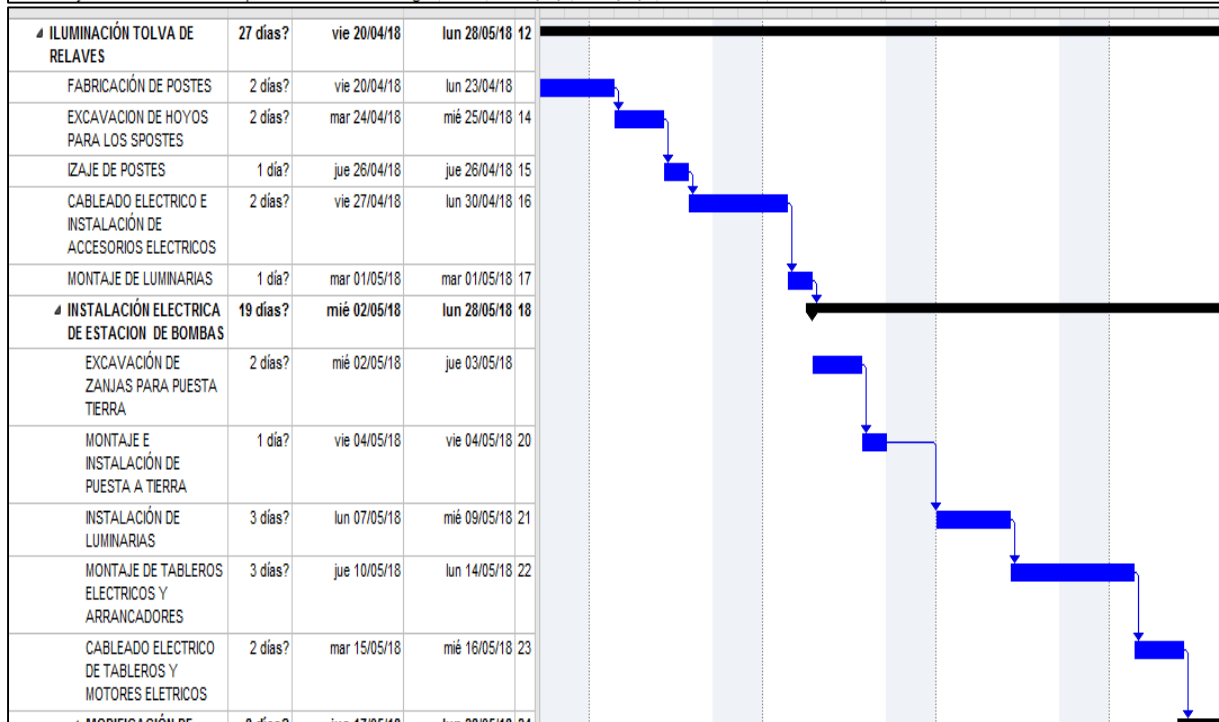 ILUMINACIÓN TOLVA DE 27 días? vie 20/04/18 lun 28/05/18 12
RELAVES
FABRICACIÓN DE POSTES 2 días? vie 20/04/18 lun 23/04/18
EXCAVACION DE HOYOS 2 días? mar 24/04/18 mié 25/04/18 14
PARA LOS SPOSTES
IZAJE DE POSTES 1 día? jue 26/04/18 jue 26/04/18 15
CABLEADO ELECTRICO E 2 días? vie 27/04/18 lun 30/04/18 16
INSTALACIÓN DE
ACCESORIOS ELECTRICOS
MONTAJE DE LUMINARIAS 1 día? mar 01/05/18 mar 01/05/18 17
INSTALACIÓN ELECTRICA 19 días? mié 02/05/18 lun 28/05/18 18
DE ESTACION DE BOMBAS
EXCAVACIÓN DE 2 días? mié 02/05/18 jue 03/05/18
ZANJAS PARA PUESTA
TIERRA
MONTAJE E 1 día? vie 04/05/18 vie 04/05/18 20
INSTALACIÓN DE
PUESTA A TIERRA
INSTALACIÓN DE 3 días? lun 07/05/18 mié 09/05/18 21
LUMINARIAS
MONTAJE DE TABLEROS 3 días? jue 10/05/18 lun 14/05/18 22
ELECTRICOS Y
ARRANCADORES
CABLEADO ELECTRICO 2 días? mar 15/05/18 mié 16/05/18 23
DE TABLEROS Y
MOTORES ELETRICOS